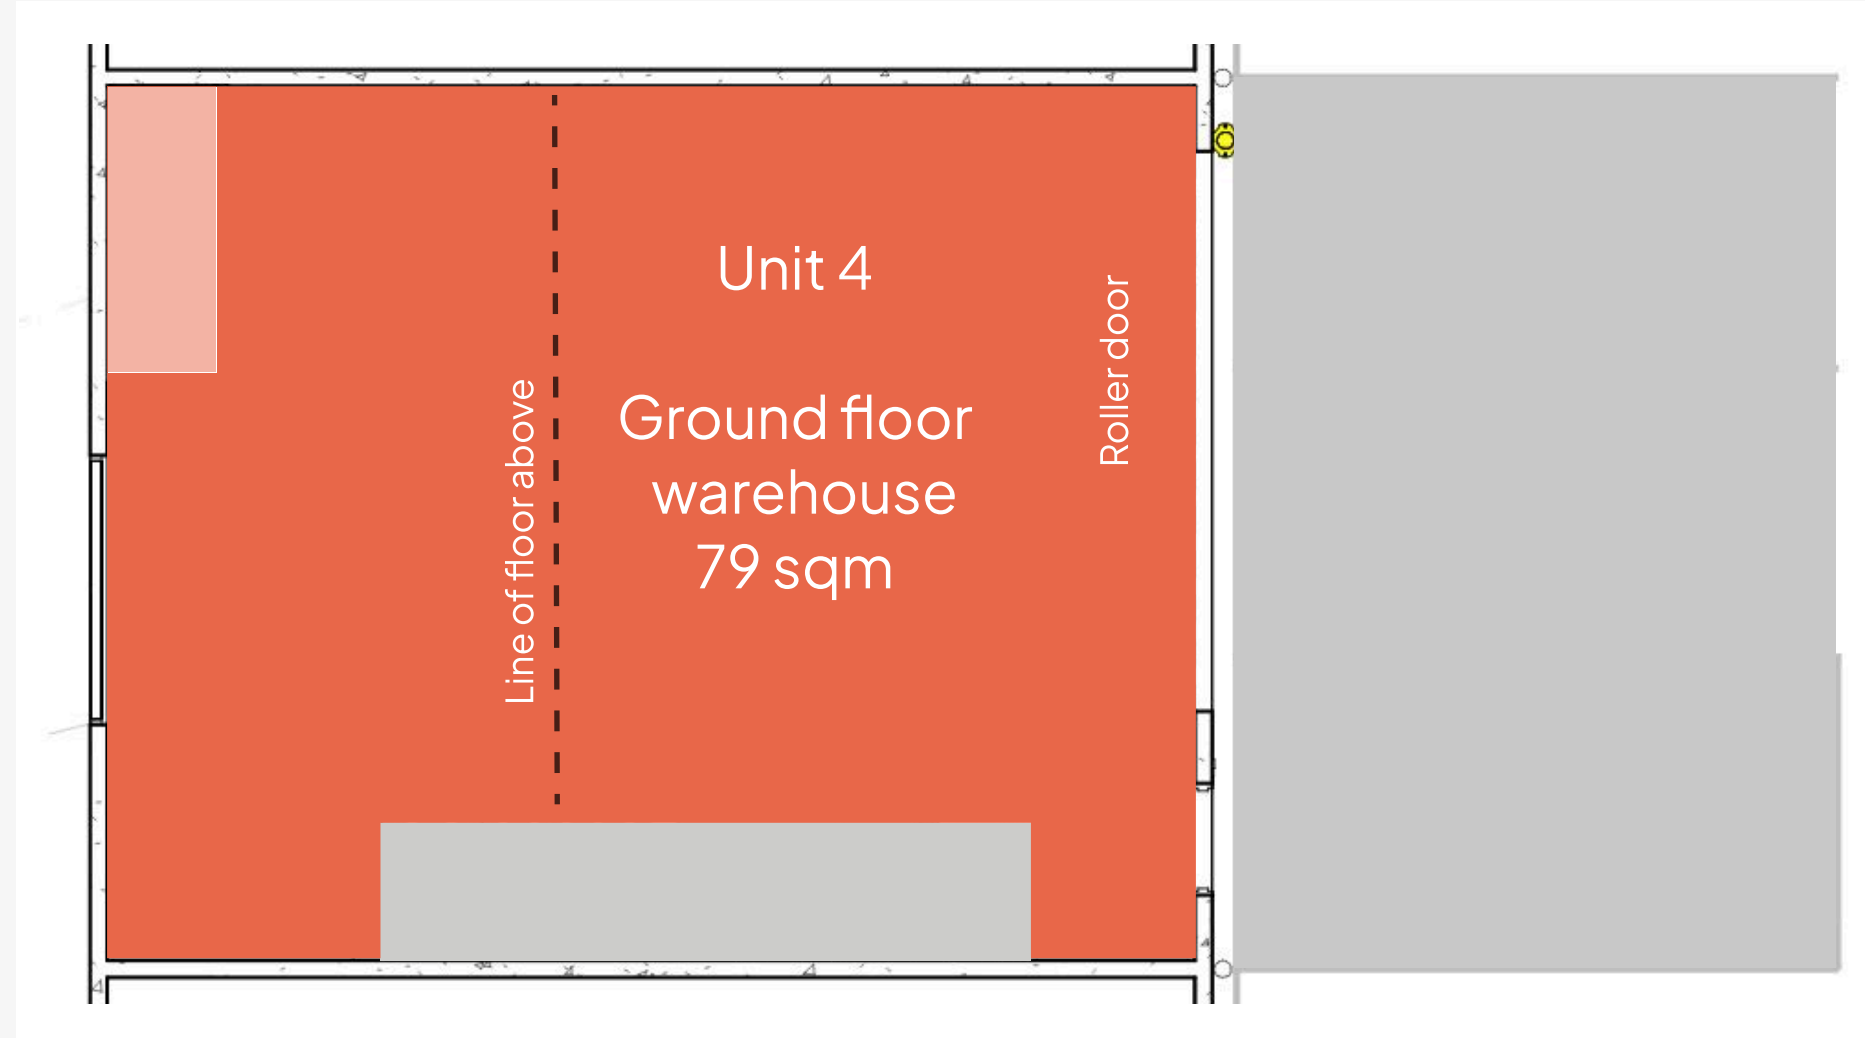 Unit 4
Ground floor
warehouse
79 sqm
Line of floor above
Roller door